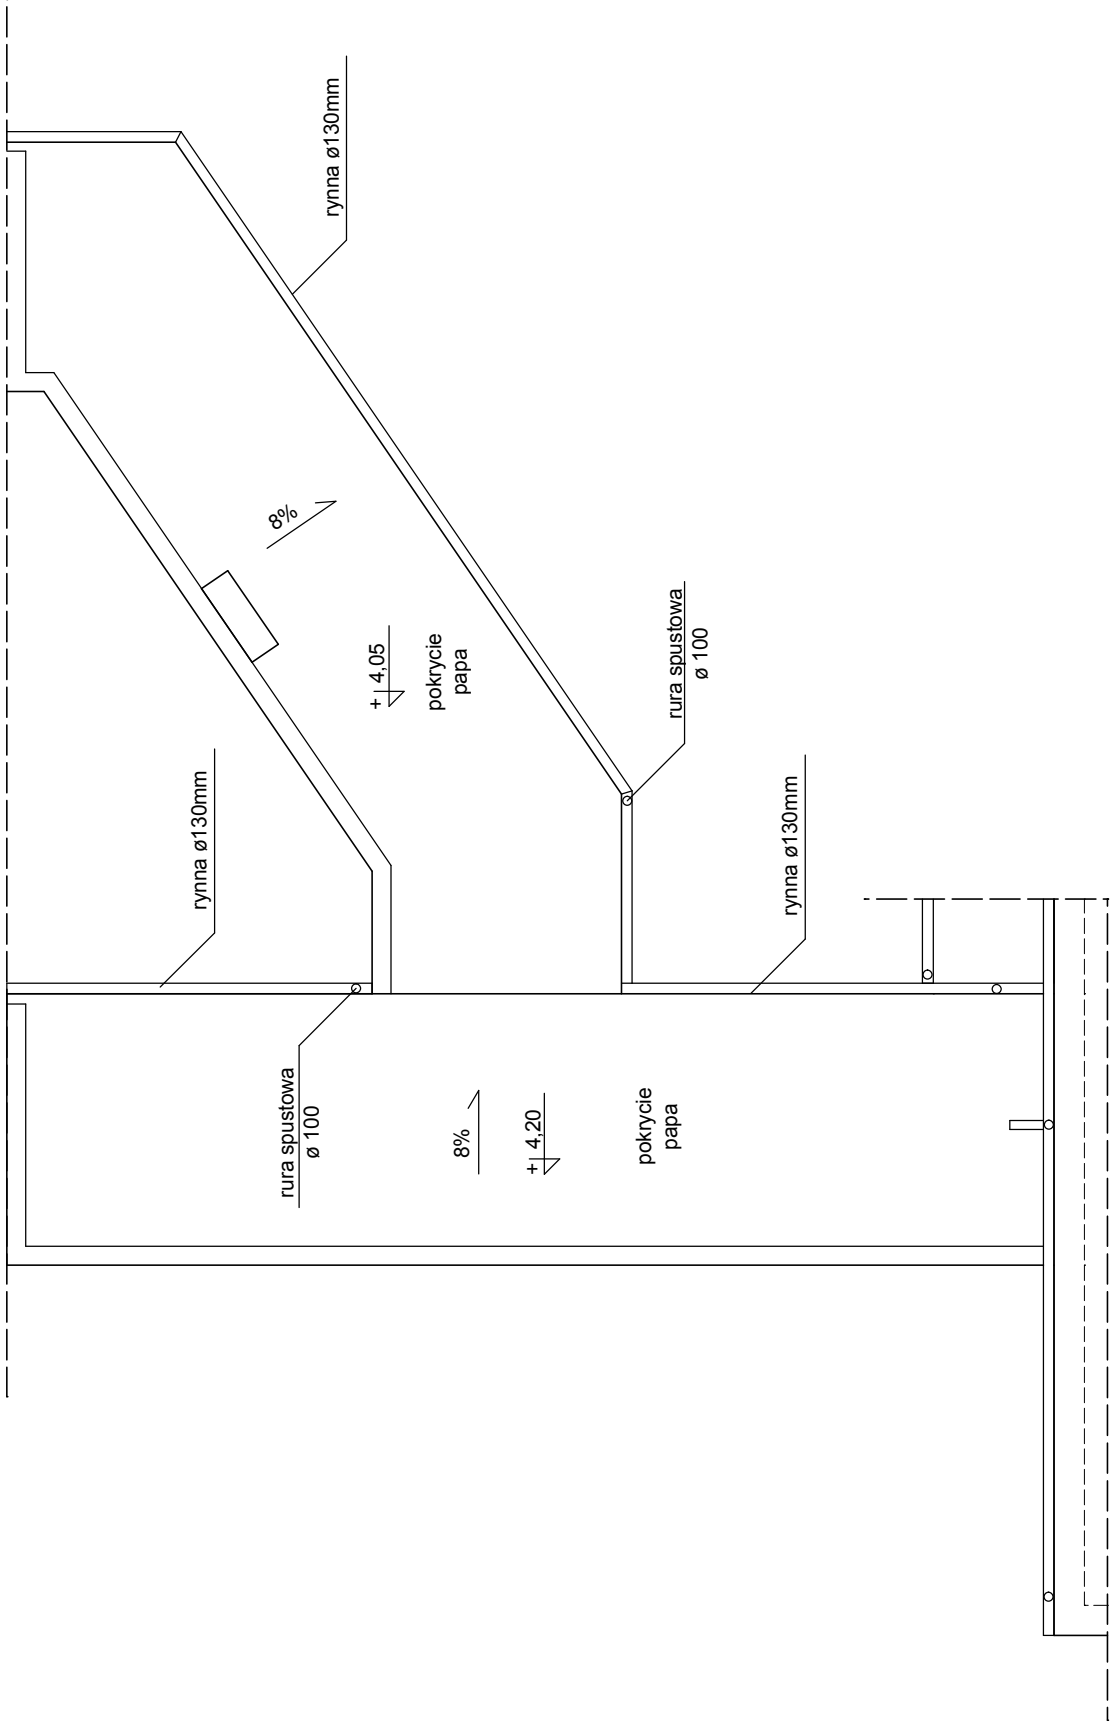 rynna ø130mm
8%
+ 4,05
pokrycie
papa
rura spustowa
ø 100
rynna ø130mm
rynna ø130mm
rura spustowa
ø 100
8%
+ 4,20
pokrycie
papa